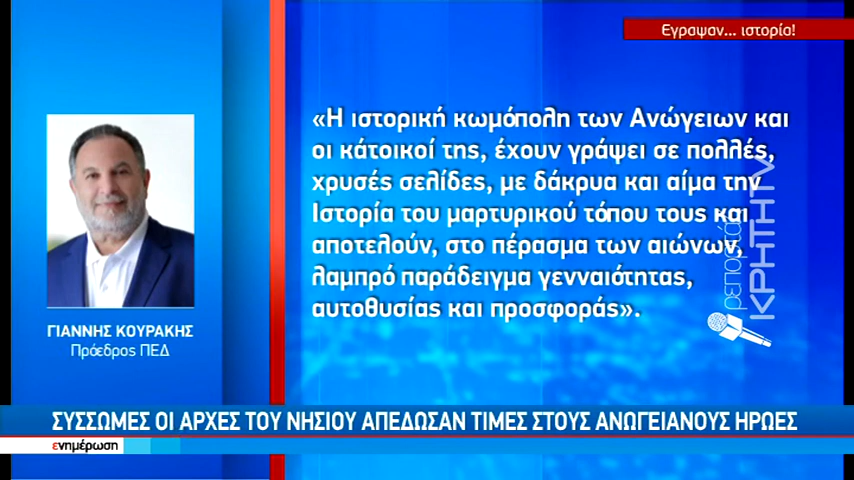 Εγραψαν... ιστορία!
«Η ιστορική κωμόπολη των Ανώγειων και
οι κάτοικοί της, έχουν γράψει σε πολλές,
χρυσές σελίδες, με δάκρυα και αίμα την
Ιστορία του μαρτυρικού τόπου τους και
αποτελούν, στο πέρασμα των αιώνων,
λαμπρό παράδειγμα γενναιότητας,
αυτοθυσίας και προσφοράς».
ρεπορτάζ
ΚΡΗΤΗTV
ΓΙΑΝΝΗΣ ΚΟΥΡΑΚΗΣ
Πρόεδρος ΠΕΔ
ΣΥΣΣΩΜΕΣ ΟΙ ΑΡΧΕΣ ΤΟΥ ΝΗΣΙΟΥ ΑΠΕΔΩΣΑΝ ΤΙΜΕΣ ΣΤΟΥΣ ΑΝΩΓΕΙΑΝΟΥΣ ΗΡΩΕΣ
ενημέρωση